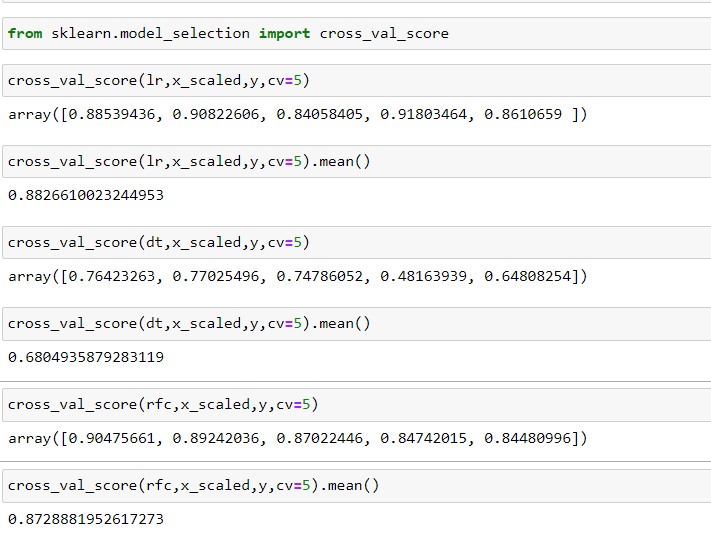 from sklearn.model_selection import cross_val_score
cross_val_score(lr,x_scaled,y,cv=5)
array([0.88539436, 0.90822606, 0.84058405, 0.91803464, 0.8610659 ])
cross_val_score(lr,x_scaled,y,cv=5).mean()
0.8826610023244953
cross_val_score(dt,x_scaled,y,cv=5)
array([0.76423263, 0.77025496, 0.74786052, 0.48163939, 0.64808254])
cross_val_score(dt,x_scaled,y,cv=5).mean()
0.6804935879283119
cross_val_score(rfc,x_scaled,y,cv=5)
array([0.90475661, 0.89242036, 0.87022446, 0.84742015, 0.84480996])
cross_val_score(rfc,x_scaled,y,cv=5).mean()
0.8728881952617273